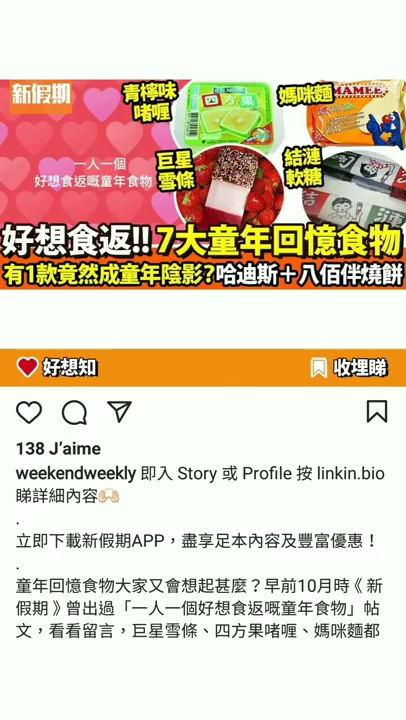 新假期
青檸味
啫喱
四方果
媽咪麵
MAMEE
一人一個
好想食返嘅童年食物
巨星
雪條
結漣
軟糖
好想食返!! 7大童年回憶食物
有1款竟然成童年陰影?哈迪斯＋八佰伴燒餅
好想知
收埋睇
138 J’aime
weekendweekly 即入 Story 或 Profile 按 linkin.bio
睇詳細內容🙌🏻
.
立即下載新假期APP，盡享足本內容及豐富優惠！
.
童年回憶食物大家又會想起甚麼？早前10月時《新
假期》曾出過「一人一個好想食返嘅童年食物」帖
文，看看留言，巨星雪條、四方果啫喱、媽咪麵都